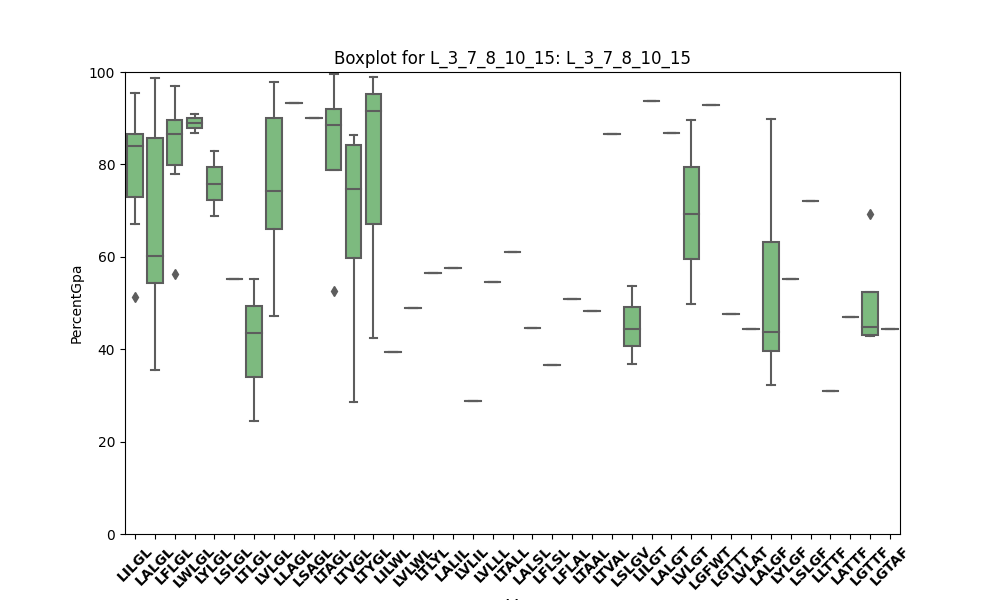 Boxplot for L_3_7_8_10_15: L_3_7_8_10_15
100
80
60
40
20
0
PercentGpa
LILGL
LALGL
LFLGL
LWLGL
LYLGL
LSLGL
LTLGL
LVLGL
LLAGL
LSAGL
LTAGL
LTVGL
LTYGL
LILWL
LVLWL
LTLYL
LALIL
LVLIL
LVLLL
LTALL
LALSL
LFLSL
LFLAL
LTAAL
LTVAL
LSLGV
LILGT
LALGT
LVLGT
LGFWT
LGTTT
LVLAT
LALGF
LYLGF
LSLGF
LLTTF
LATTF
LGTTF
LGTAF